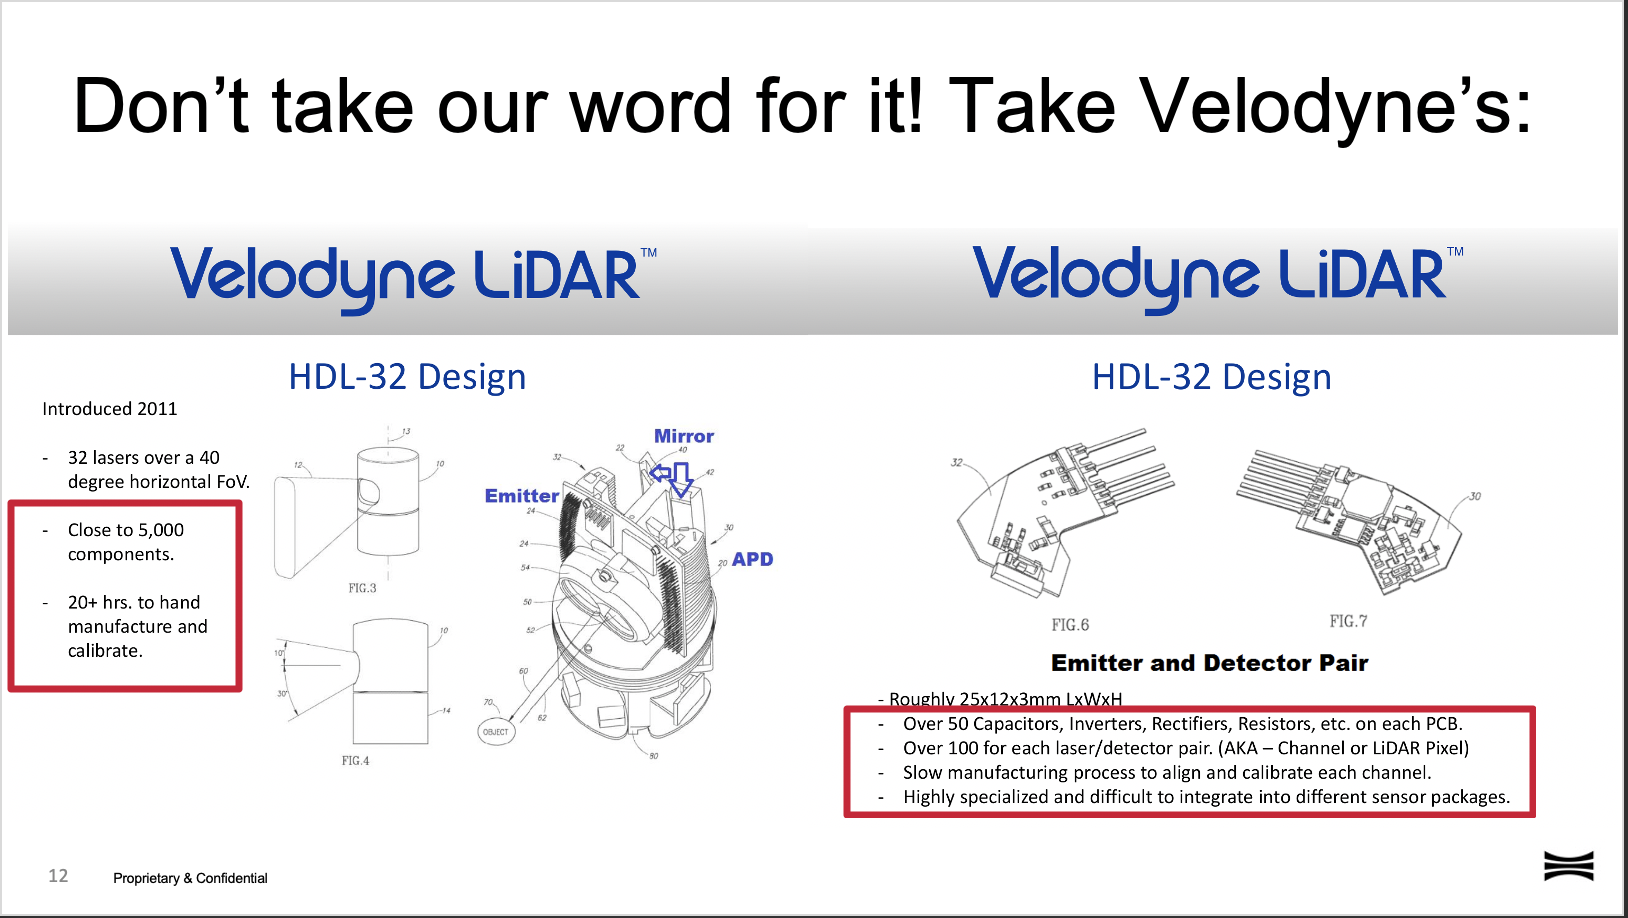 Don't take our word for it! Take Velodyne's:
Velodyne LiDAR™
HDL-32 Design
Introduced 2011
- 32 lasers over a 40
degree horizontal FoV.
- Close to 5,000
components.
- 20+ hrs. to hand
manufacture and
calibrate.
13
12
10
FIG.3
10
10°
30°
14
FIG.4
Mirror
22
40
32
42
Emitter
24
30
24
APD
20
54
50
52
60
70
62
OBJECT
80
Velodyne LiDAR™
HDL-32 Design
32
FIG.6
30
FIG.7
Emitter and Detector Pair
- Roughly 25x12x3mm LxWxH
- Over 50 Capacitors, Inverters, Rectifiers, Resistors, etc. on each PCB.
- Over 100 for each laser/detector pair. (AKA – Channel or LiDAR Pixel)
- Slow manufacturing process to align and calibrate each channel.
- Highly specialized and difficult to integrate into different sensor packages.
12
Proprietary & Confidential